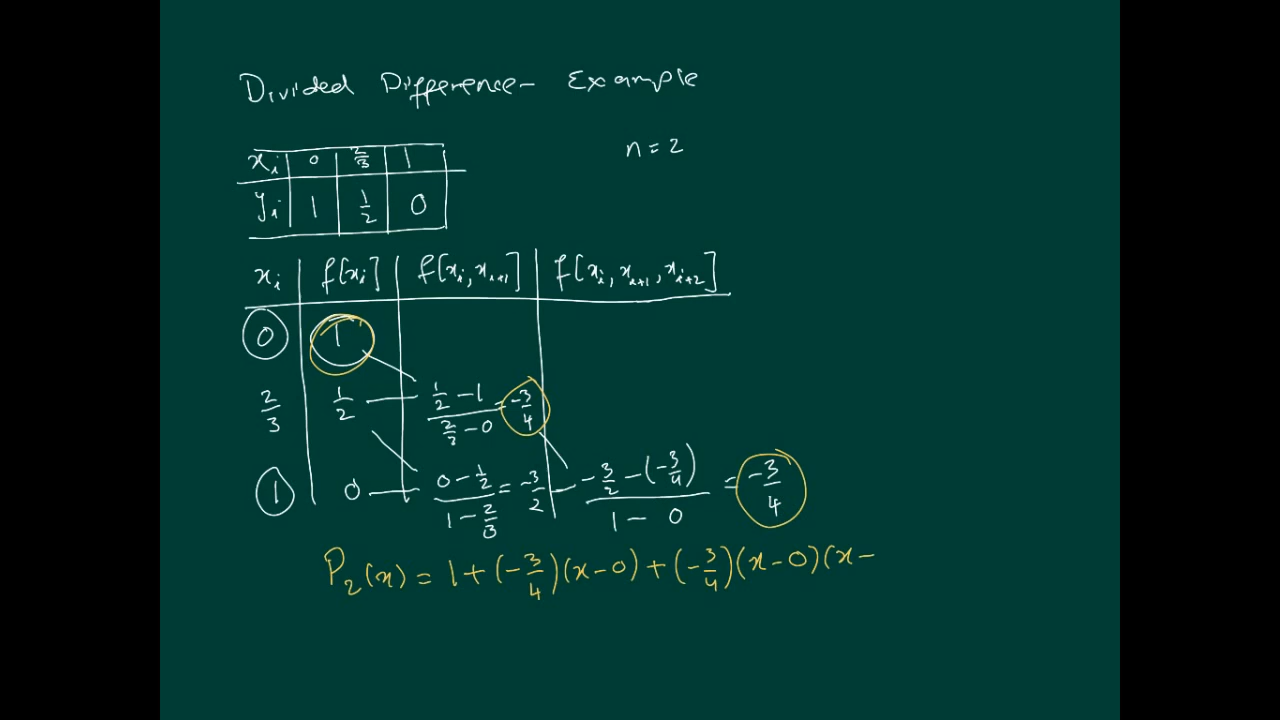 Divided Difference - Example
n = 2
xᵢ 0 2/3 1
yᵢ 1 1/2 0
xᵢ f[xᵢ] f[xᵢ, xᵢ₊₁] f[xᵢ, xᵢ₊₁, xᵢ₊₂]
0 1
2/3 1/2 (1/2 - 1)/(2/3 - 0) = -3/4
1 0 (0 - 1/2)/(1 - 2/3) = -3/2 (-3/2 - (-3/4))/(1 - 0) = -3/4
P₂(x) = 1 + (-3/4)(x-0) + (-3/4)(x-0)(x-